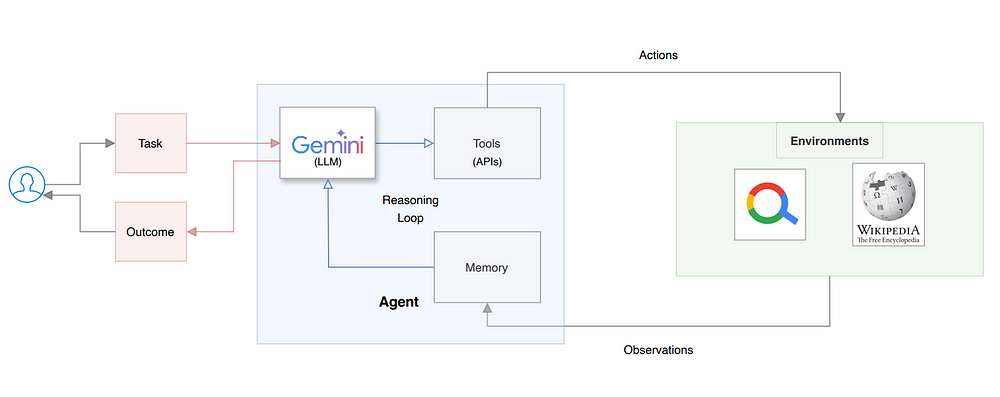 Actions
Task
Gemini
(LLM)
Tools
(APIs)
Environments
Reasoning
Loop
WIKIPEDIA
The Free Encyclopedia
Outcome
Memory
Agent
Observations